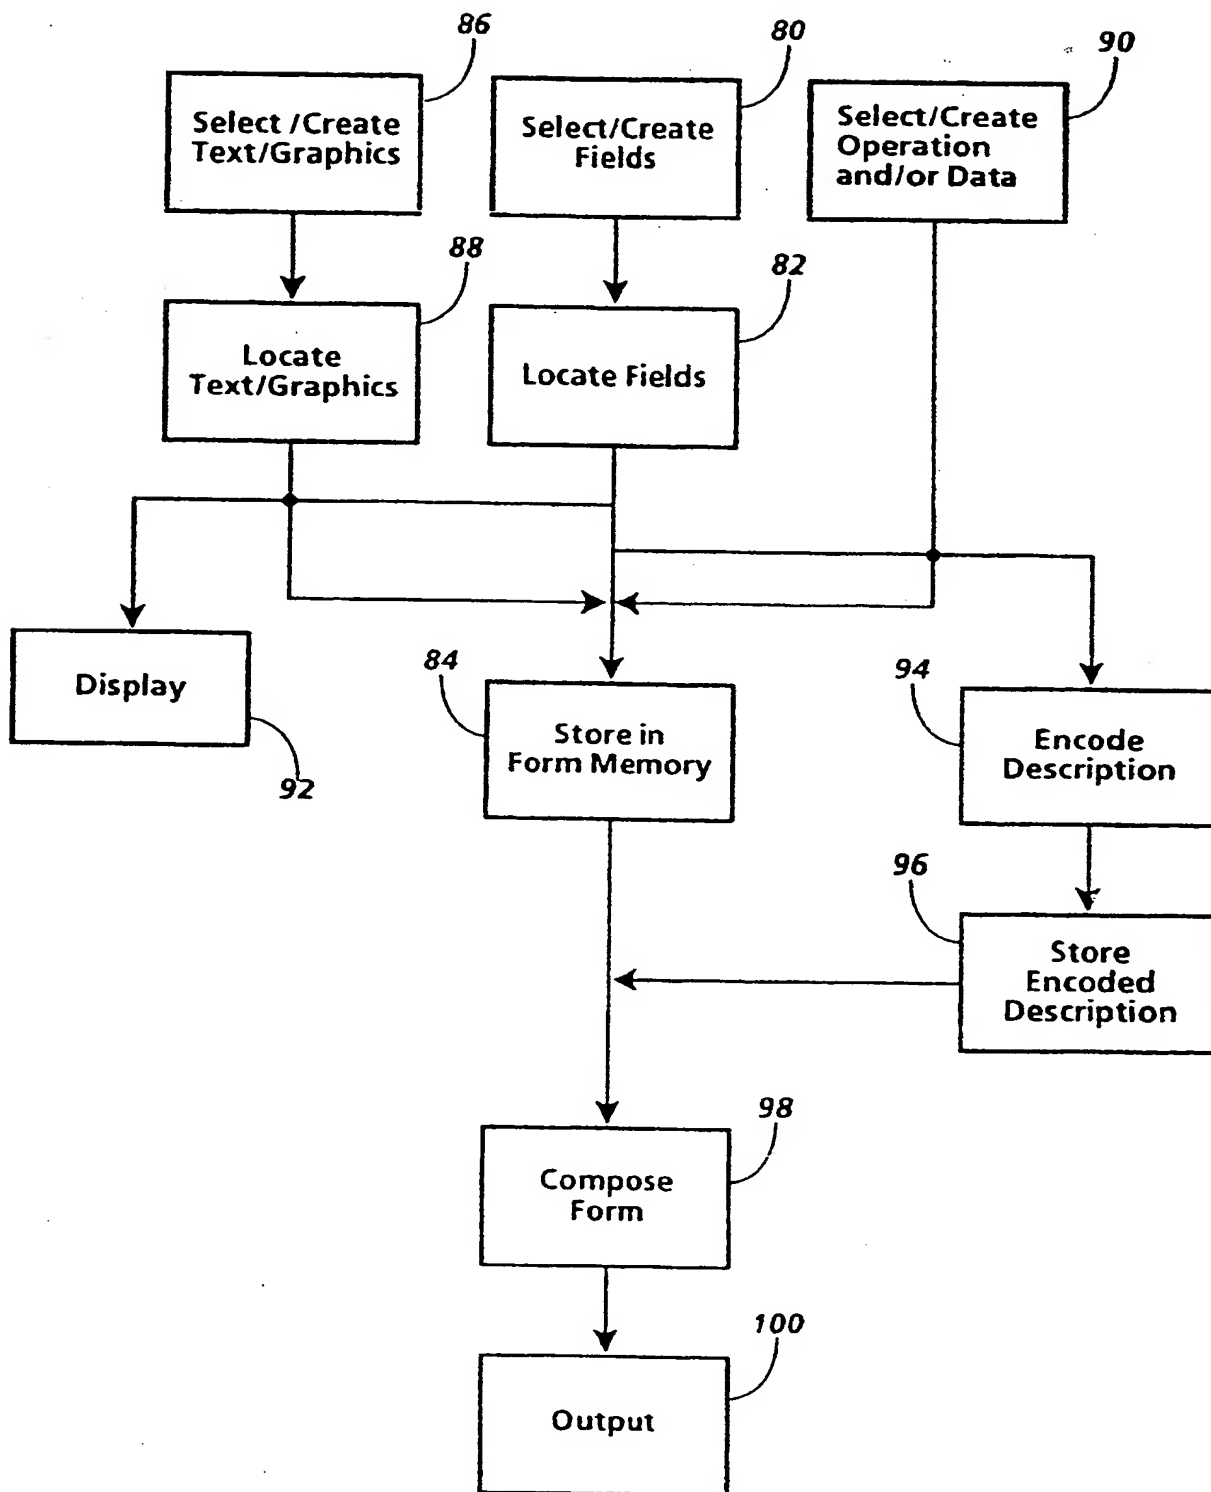 86
80
90
Select /Create
Text/Graphics
Select/Create
Fields
Select/Create
Operation
and/or Data
88
82
Locate
Text/Graphics
Locate Fields
Display
92
84
Store in
Form Memory
94
Encode
Description
96
Store
Encoded
Description
98
Compose
Form
100
Output